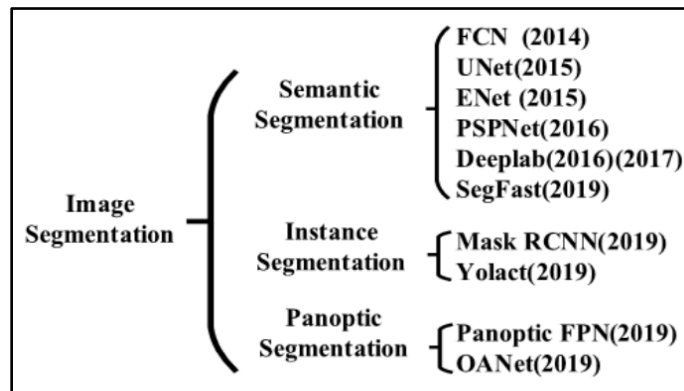 Image
Segmentation
Semantic
Segmentation
FCN (2014)
UNet(2015)
ENet (2015)
PSPNet(2016)
Deeplab(2016)(2017)
SegFast(2019)
Instance
Segmentation
Mask RCNN(2019)
Yolact(2019)
Panoptic
Segmentation
Panoptic FPN(2019)
OANet(2019)